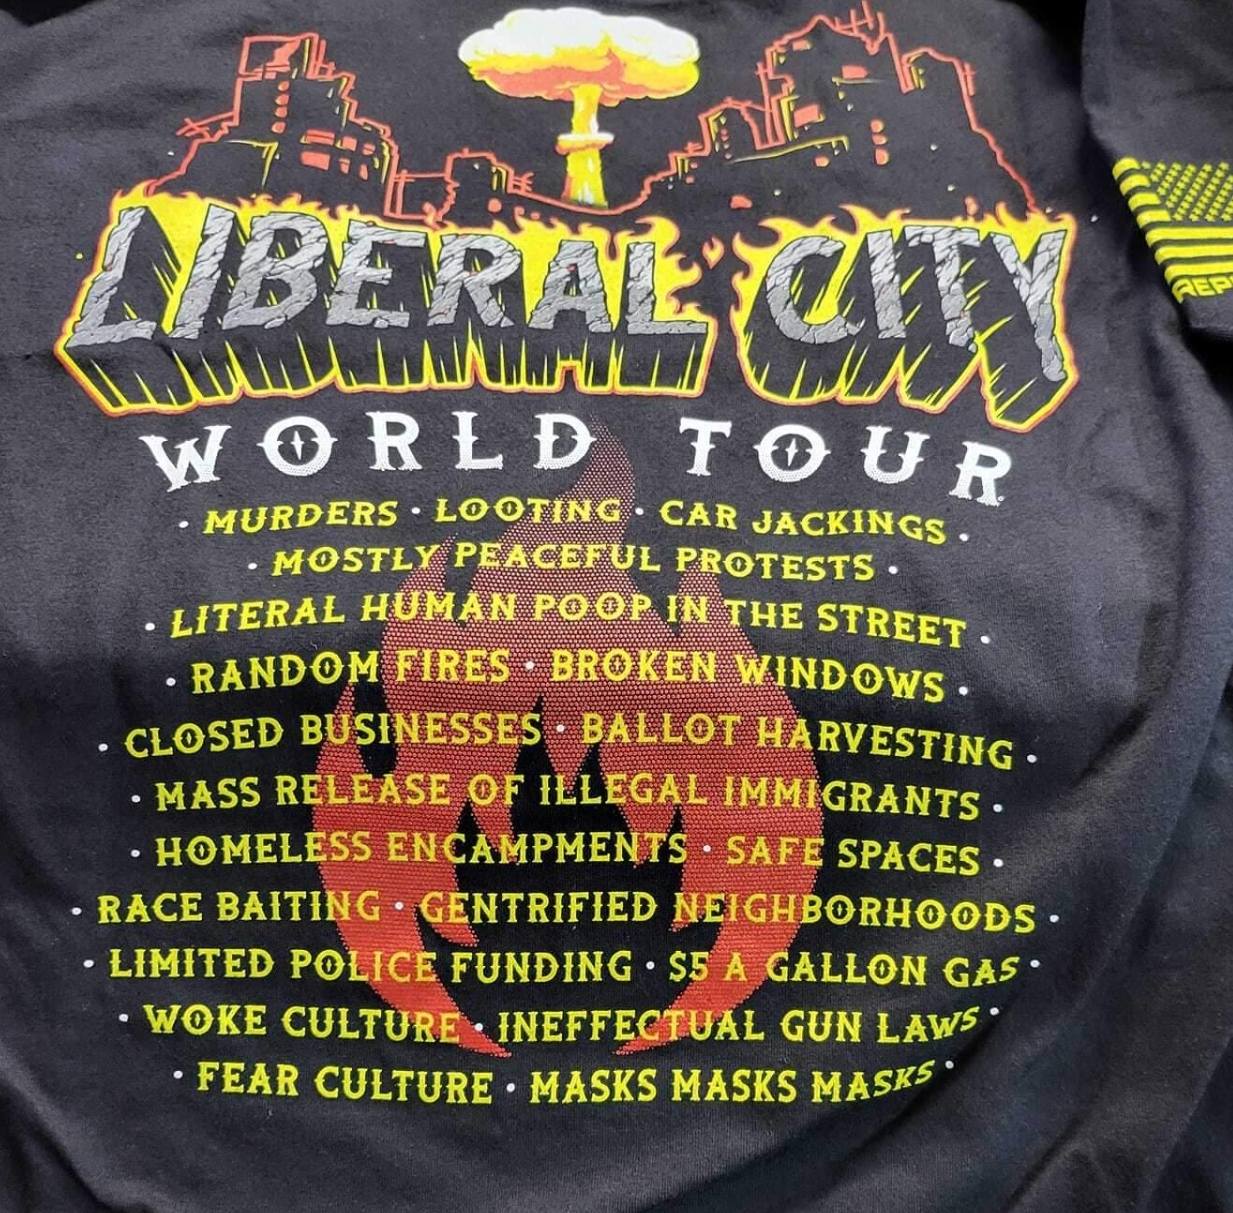 LIBERAL CITY
WORLD TOUR
· MURDERS · LOOTING · CAR JACKINGS ·
· MOSTLY PEACEFUL PROTESTS ·
· LITERAL HUMAN POOP IN THE STREET ·
· RANDOM FIRES · BROKEN WINDOWS ·
· CLOSED BUSINESSES · BALLOT HARVESTING ·
· MASS RELEASE OF ILLEGAL IMMIGRANTS ·
· HOMELESS ENCAMPMENTS · SAFE SPACES ·
· RACE BAITING · GENTRIFIED NEIGHBORHOODS ·
· LIMITED POLICE FUNDING · $5 A GALLON GAS ·
· WOKE CULTURE · INEFFECTUAL GUN LAWS ·
· FEAR CULTURE · MASKS MASKS MASKS ·